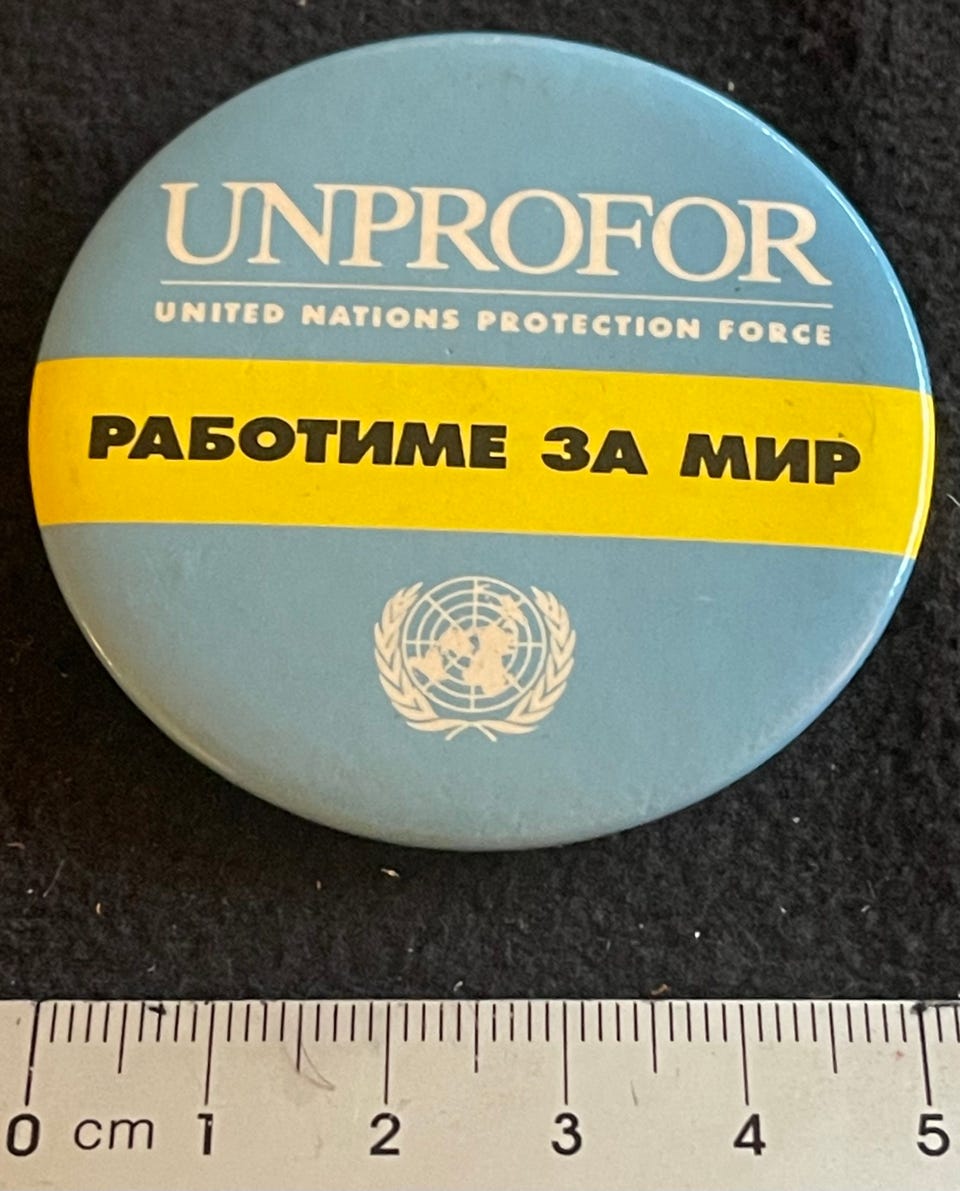 UNPROFOR
UNITED NATIONS PROTECTION FORCE
РАБОТИМЕ ЗА МИР
0 cm 1 2 3 4 5